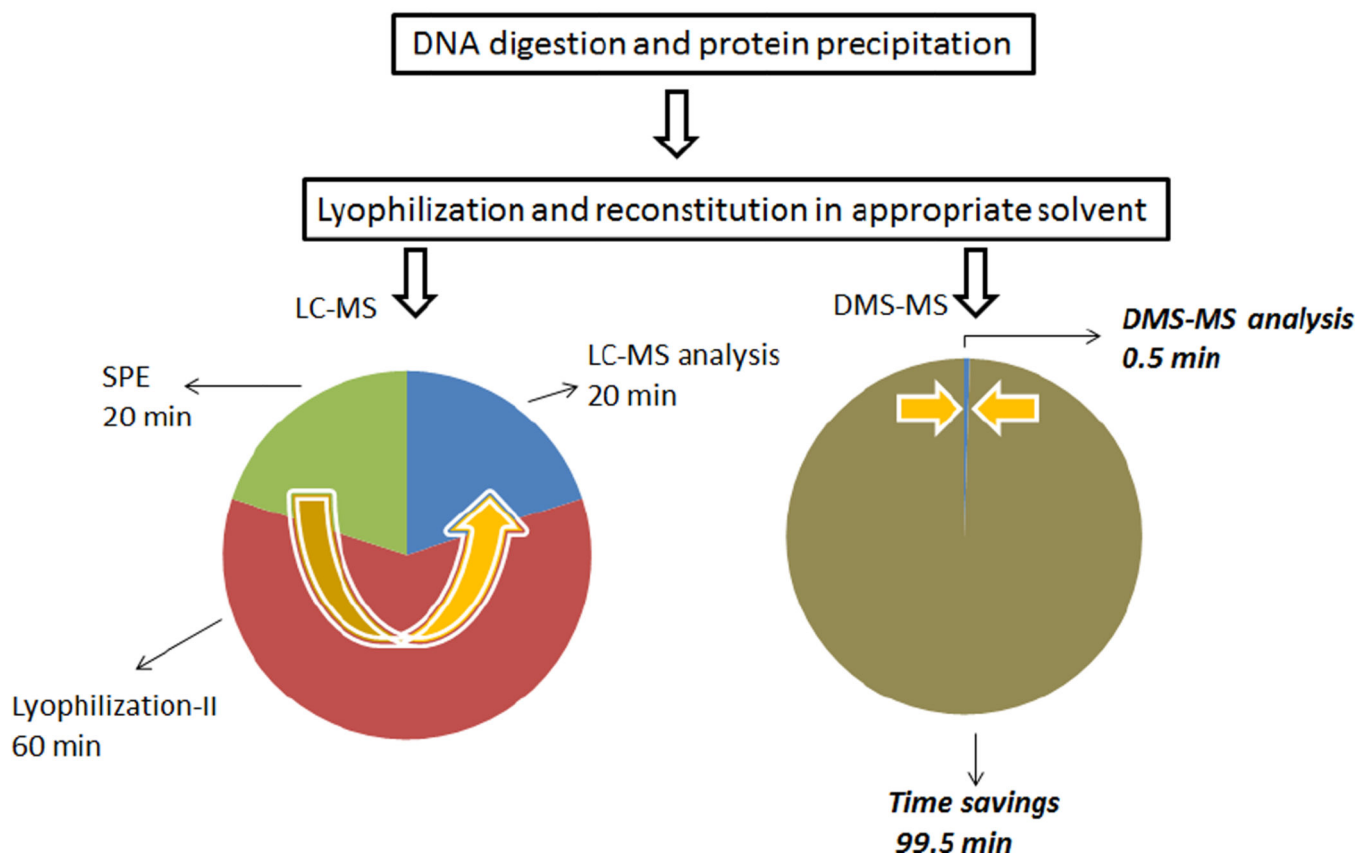 DNA digestion and protein precipitation
Lyophilization and reconstitution in appropriate solvent
LC-MS
SPE
20 min
LC-MS analysis
20 min
Lyophilization-II
60 min
DMS-MS
DMS-MS analysis
0.5 min
Time savings
99.5 min